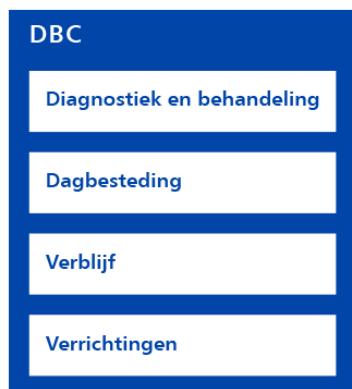 DBC
Diagnostiek en behandeling
Dagbesteding
Verblijf
Verrichtingen